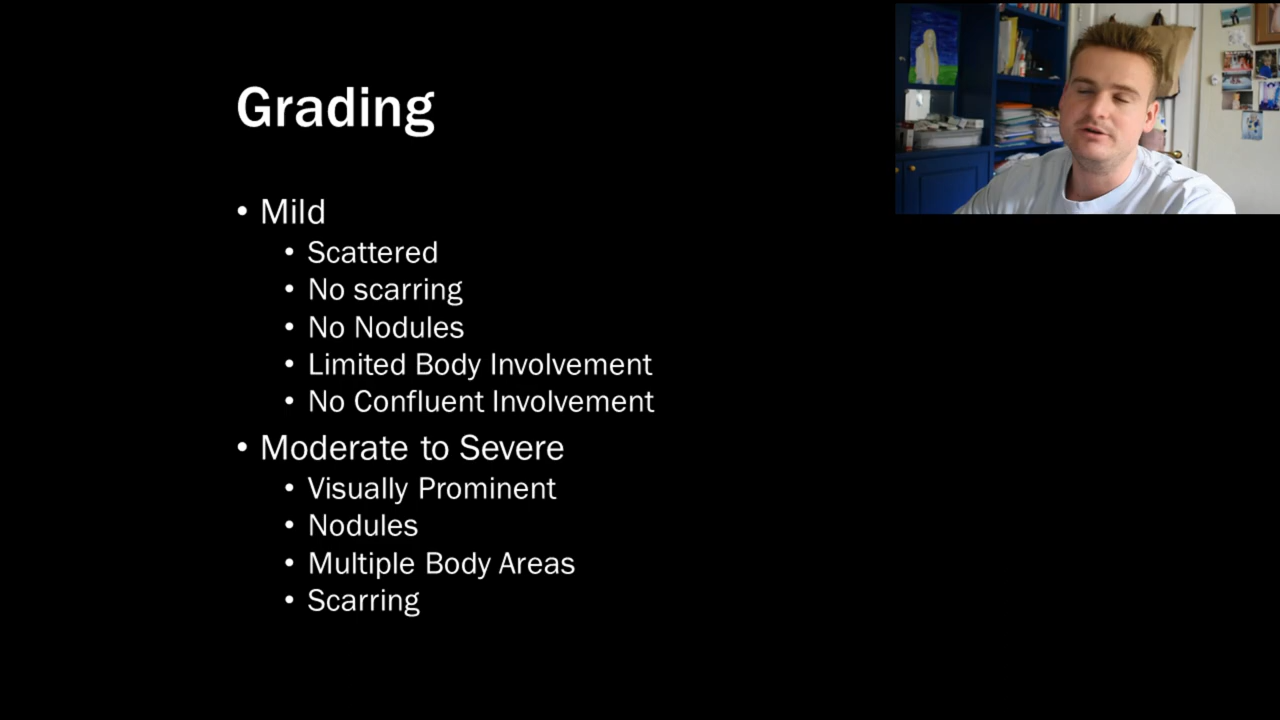 Grading
• Mild
• Scattered
• No scarring
• No Nodules
• Limited Body Involvement
• No Confluent Involvement
• Moderate to Severe
• Visually Prominent
• Nodules
• Multiple Body Areas
• Scarring